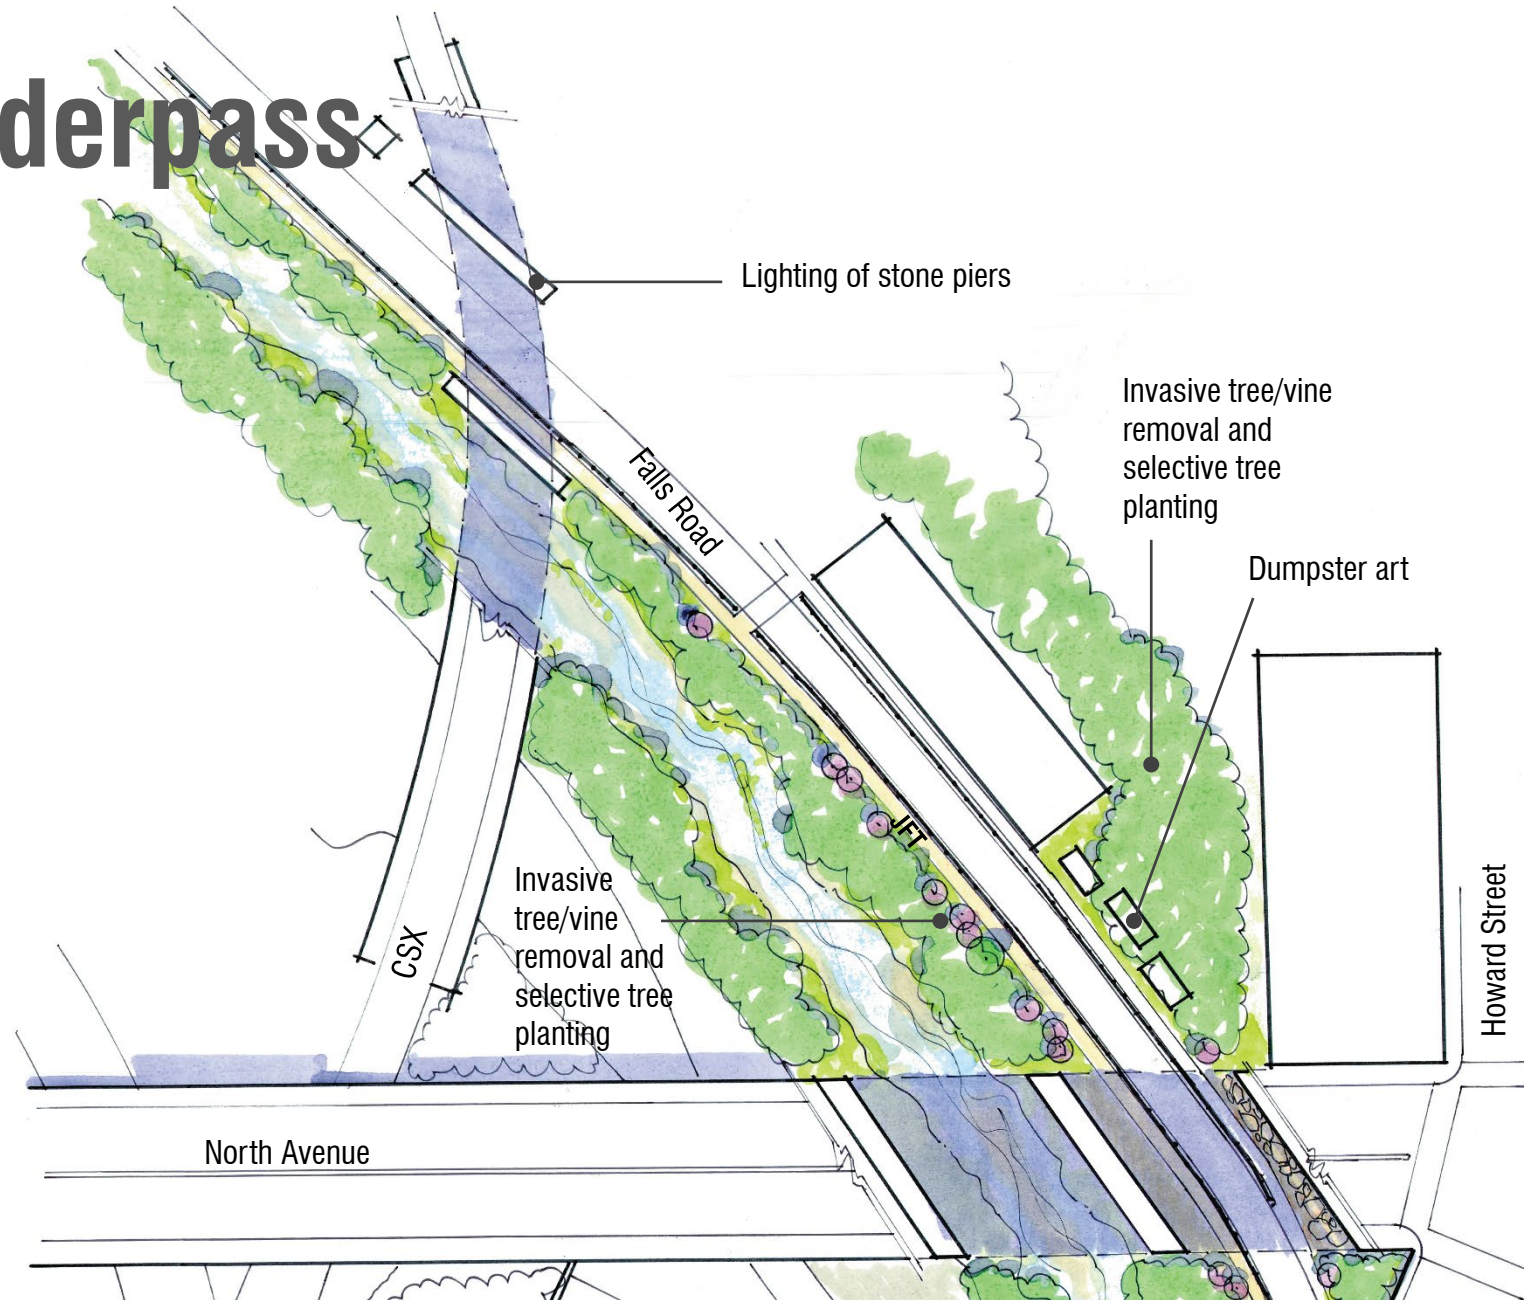 derpass
Lighting of stone piers
Invasive tree/vine
removal and
selective tree
planting
Falls Road
Dumpster art
JFT
Invasive
tree/vine
removal and
selective tree
planting
CSX
Howard Street
North Avenue